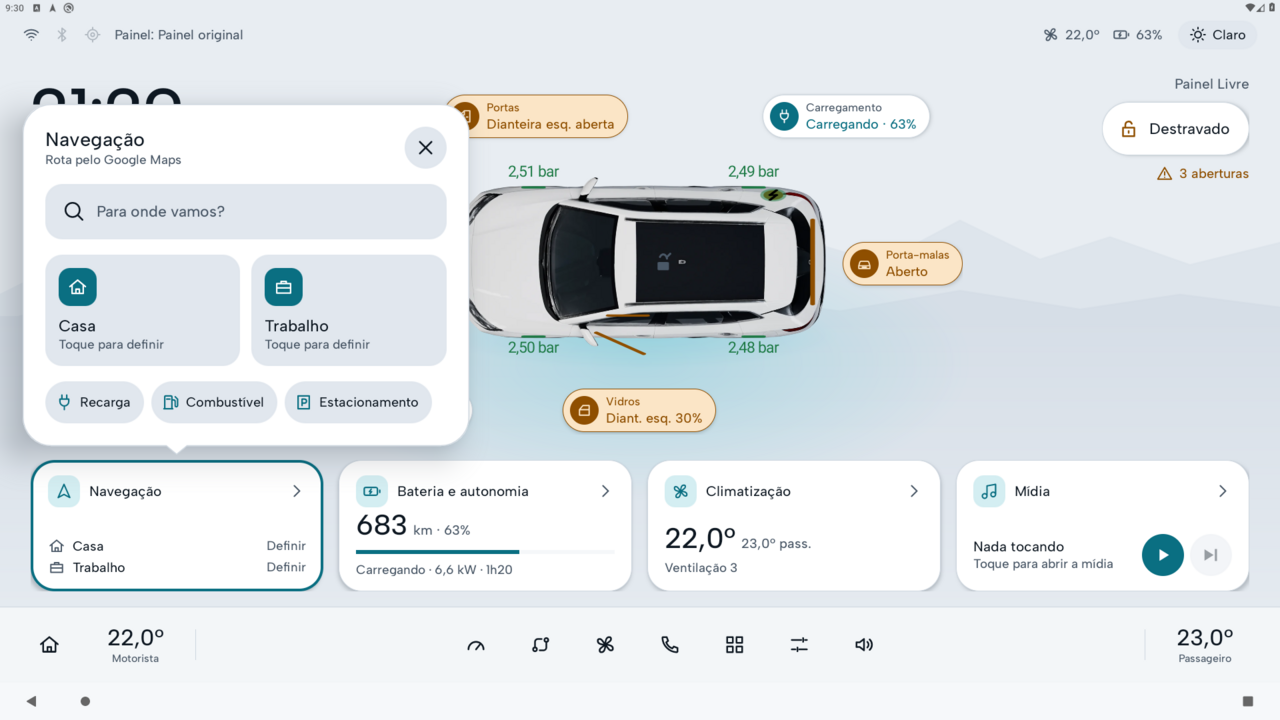 9:30
Painel: Painel original
22,0°
63%
Claro
Painel Livre
Portas
Dianteira esq. aberta
Carregamento
Carregando · 63%
Destravado
3 aberturas
Navegação
Rota pelo Google Maps
Para onde vamos?
Casa
Toque para definir
Trabalho
Toque para definir
Recarga
Combustível
Estacionamento
2,51 bar
2,49 bar
Porta-malas
Aberto
2,50 bar
2,48 bar
Vidros
Diant. esq. 30%
Navegação
Casa
Definir
Trabalho
Definir
Bateria e autonomia
683 km · 63%
Carregando · 6,6 kW · 1h20
Climatização
22,0° 23,0° pass.
Ventilação 3
Mídia
Nada tocando
Toque para abrir a mídia
22,0°
Motorista
23,0°
Passageiro